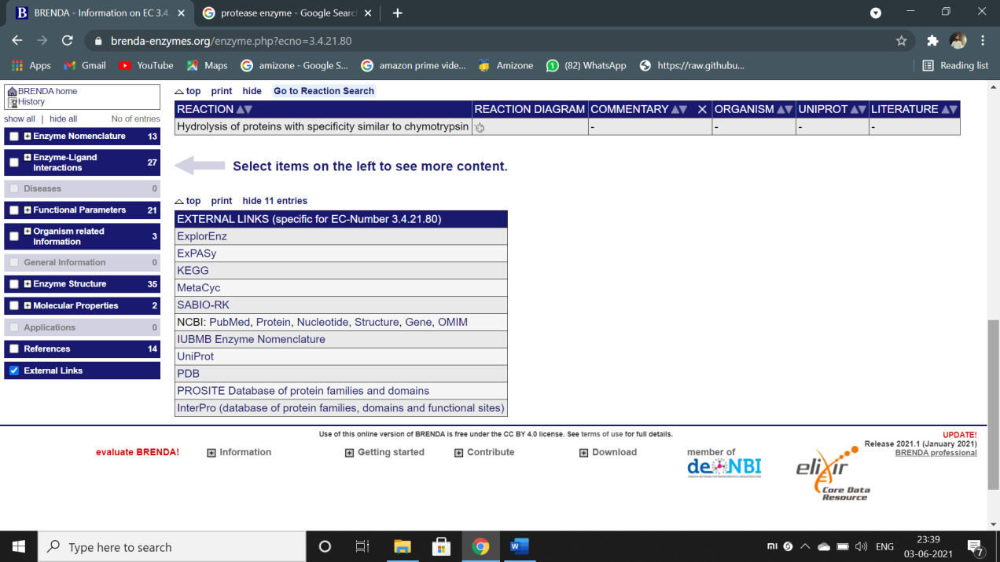 BRENDA - Information on EC 3.4.
protease enzyme - Google Searc
brenda-enzymes.org/enzyme.php?ecno=3.4.21.80
Apps
Gmail
YouTube
Maps
amizone - Google S...
amazon prime vide...
Amizone
(82) WhatsApp
https://raw.githubu...
Reading list
BRENDA home
History
show all | hide all
No of entries
Enzyme Nomenclature 13
Enzyme-Ligand
Interactions 27
Diseases 0
Functional Parameters 21
Organism related
Information 3
General Information 0
Enzyme Structure 35
Molecular Properties 2
Applications 0
References 14
External Links
top print hide Go to Reaction Search
REACTION REACTION DIAGRAM COMMENTARY ORGANISM UNIPROT LITERATURE
Hydrolysis of proteins with specificity similar to chymotrypsin - - - -
Select items on the left to see more content.
top print hide 11 entries
EXTERNAL LINKS (specific for EC-Number 3.4.21.80)
ExplorEnz
ExPASy
KEGG
MetaCyc
SABIO-RK
NCBI: PubMed, Protein, Nucleotide, Structure, Gene, OMIM
IUBMB Enzyme Nomenclature
UniProt
PDB
PROSITE Database of protein families and domains
InterPro (database of protein families, domains and functional sites)
Use of this online version of BRENDA is free under the CC BY 4.0 license. See terms of use for full details.
UPDATE!
Release 2021.1 (January 2021)
BRENDA professional
evaluate BRENDA!
Information
Getting started
Contribute
Download
member of
de.NBI
elixir
Core Data
Resource
Type here to search
ENG
23:39
03-06-2021
7